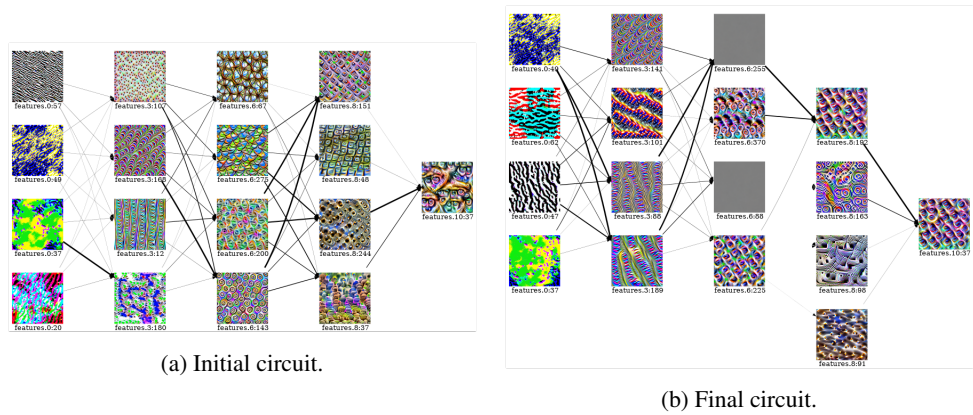 features.0:57
features.3:107
features.6:67
features.8:151
features.0:49
features.3:168
features.6:275
features.8:48
features.10:37
features.0:37
features.3:12
features.6:200
features.8:244
features.0:20
features.3:180
features.6:143
features.8:37
(a) Initial circuit.
features.0:49
features.3:141
features.6:255
features.0:62
features.3:101
features.6:370
features.8:192
features.0:47
features.3:88
features.6:88
features.8:163
features.10:37
features.0:37
features.3:189
features.6:225
features.8:98
features.8:91
(b) Final circuit.